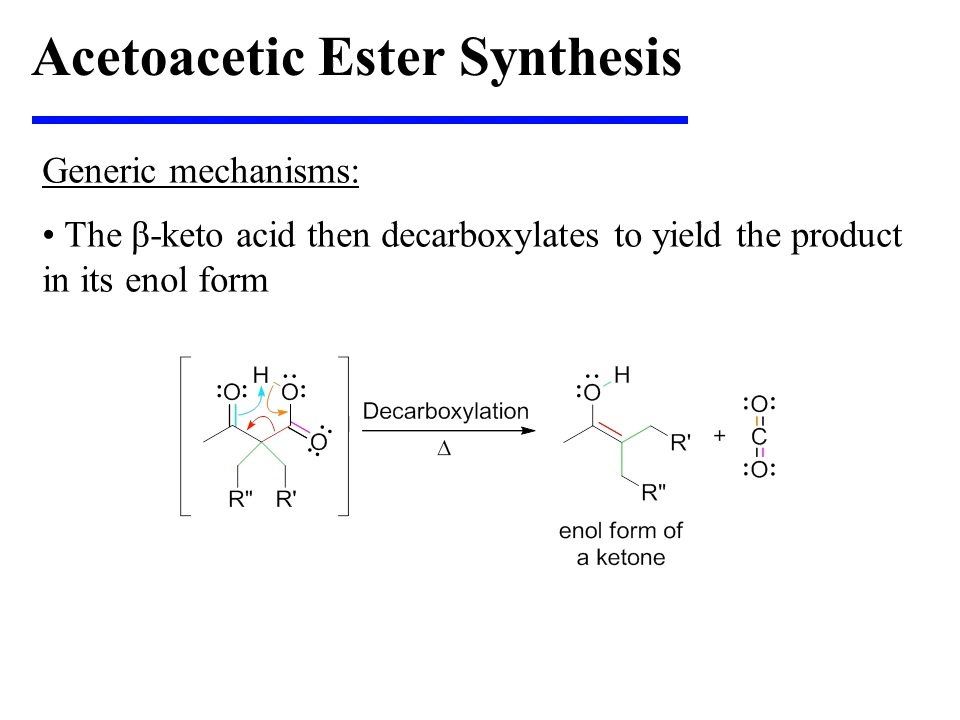 Acetoacetic Ester Synthesis
Generic mechanisms:
• The β-keto acid then decarboxylates to yield the product
in its enol form
H
O
O
O
R" R'
Decarboxylation
Δ
H
O
R'
R"
enol form of
a ketone
+
O
C
O